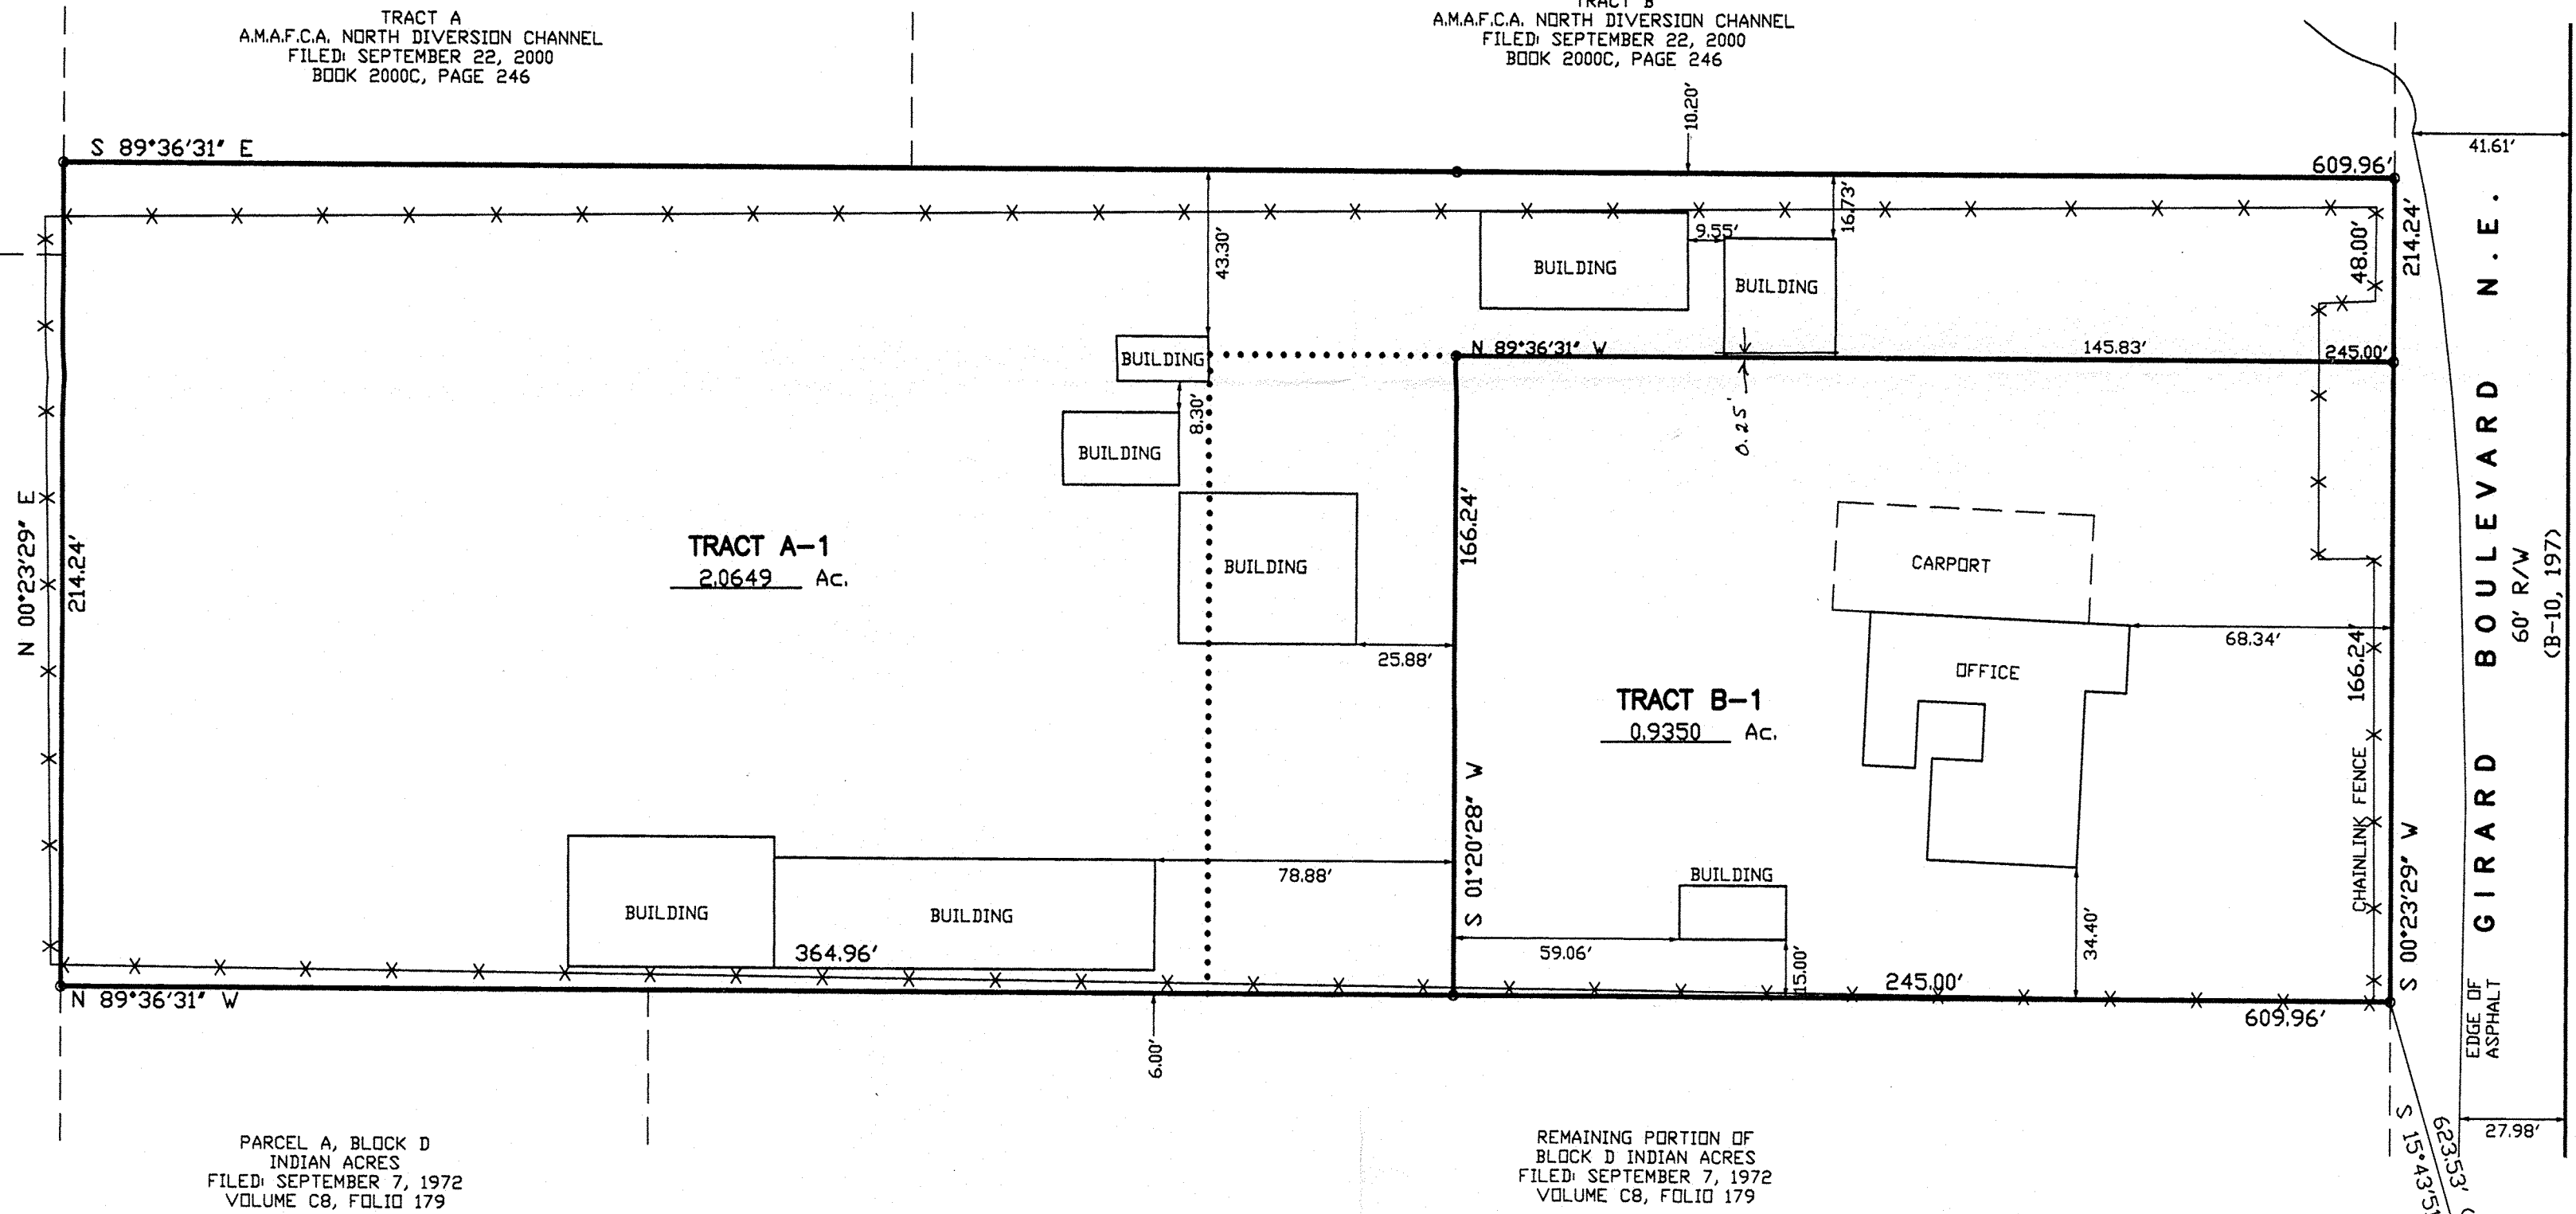 TRACT A
A.M.A.F.C.A. NORTH DIVERSION CHANNEL
FILED: SEPTEMBER 22, 2000
BOOK 2000C, PAGE 246
TRACT B
A.M.A.F.C.A. NORTH DIVERSION CHANNEL
FILED: SEPTEMBER 22, 2000
BOOK 2000C, PAGE 246
10.20'
41.61'
S 89°36'31" E
609.96'
43.30'
16.73'
9.55'
BUILDING
BUILDING
48.00'
214.24'
BUILDING
N 89°36'31" W
145.83'
245.00'
8.30'
0.25'
BUILDING
N 00°23'29" E
214.24'
TRACT A-1
2.0649 Ac.
BUILDING
166.24'
25.88'
CARPORT
68.34'
OFFICE
166.24
TRACT B-1
0.9350 Ac.
GIRARD BOULEVARD N.E.
60' R/W
(B-10, 197)
S 01°20'28" W
CHAINLINK FENCE
S 00°23'29" W
78.88'
BUILDING
BUILDING
364.96'
BUILDING
59.06'
15.00'
34.40'
245.00'
N 89°36'31" W
609.96'
6.00'
EDGE OF
ASPHALT
27.98'
623.53'
S 15°43'5
PARCEL A, BLOCK D
INDIAN ACRES
FILED: SEPTEMBER 7, 1972
VOLUME C8, FOLIO 179
REMAINING PORTION OF
BLOCK D INDIAN ACRES
FILED: SEPTEMBER 7, 1972
VOLUME C8, FOLIO 179